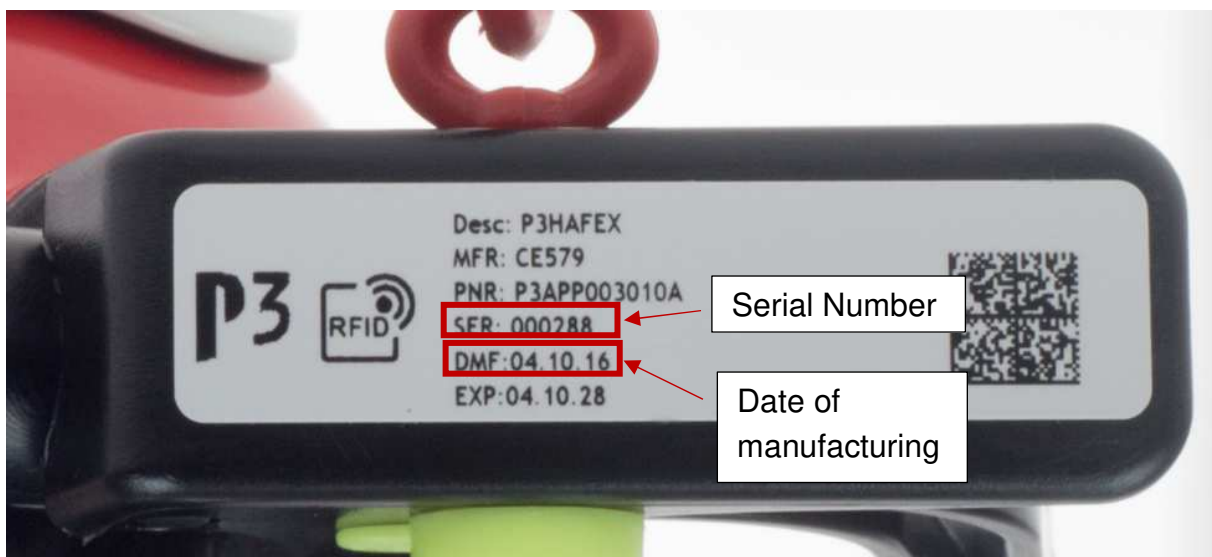 P3
RFID
Desc: P3HAFEX
MFR: CE579
PNR: P3APP003010A
SER: 000288
DMF:04.10.16
EXP:04.10.28
Serial Number
Date of
manufacturing